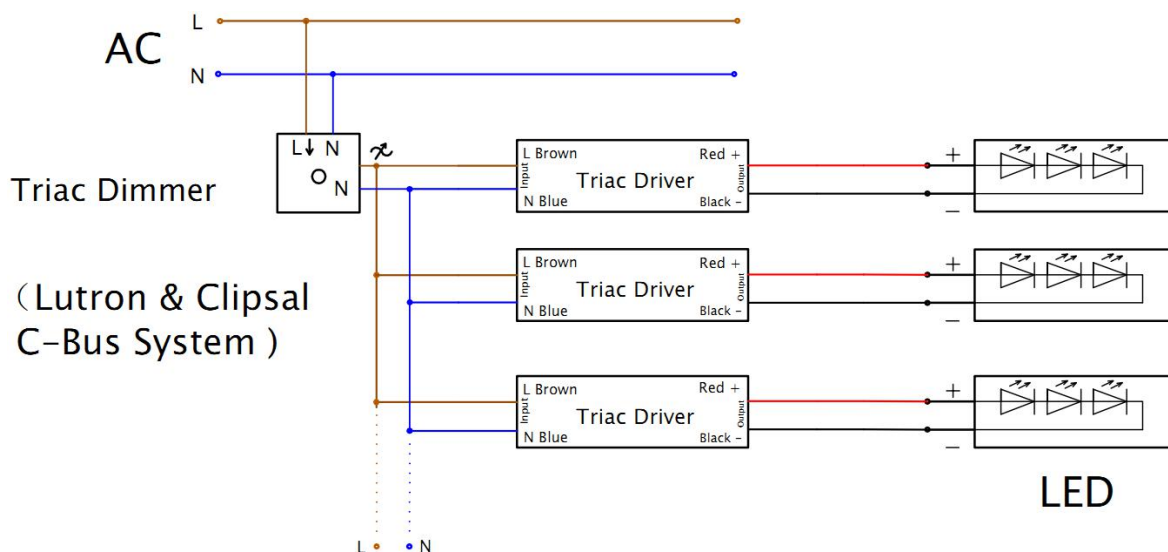 L
AC
N
L N
N
Triac Dimmer
（Lutron & Clipsal
C-Bus System )
L Brown
Input
N Blue
Triac Driver
Red +
Output
Black -
+
−
L Brown
Input
N Blue
Triac Driver
Red +
Output
Black -
+
−
L Brown
Input
N Blue
Triac Driver
Red +
Output
Black -
+
−
LED
L N